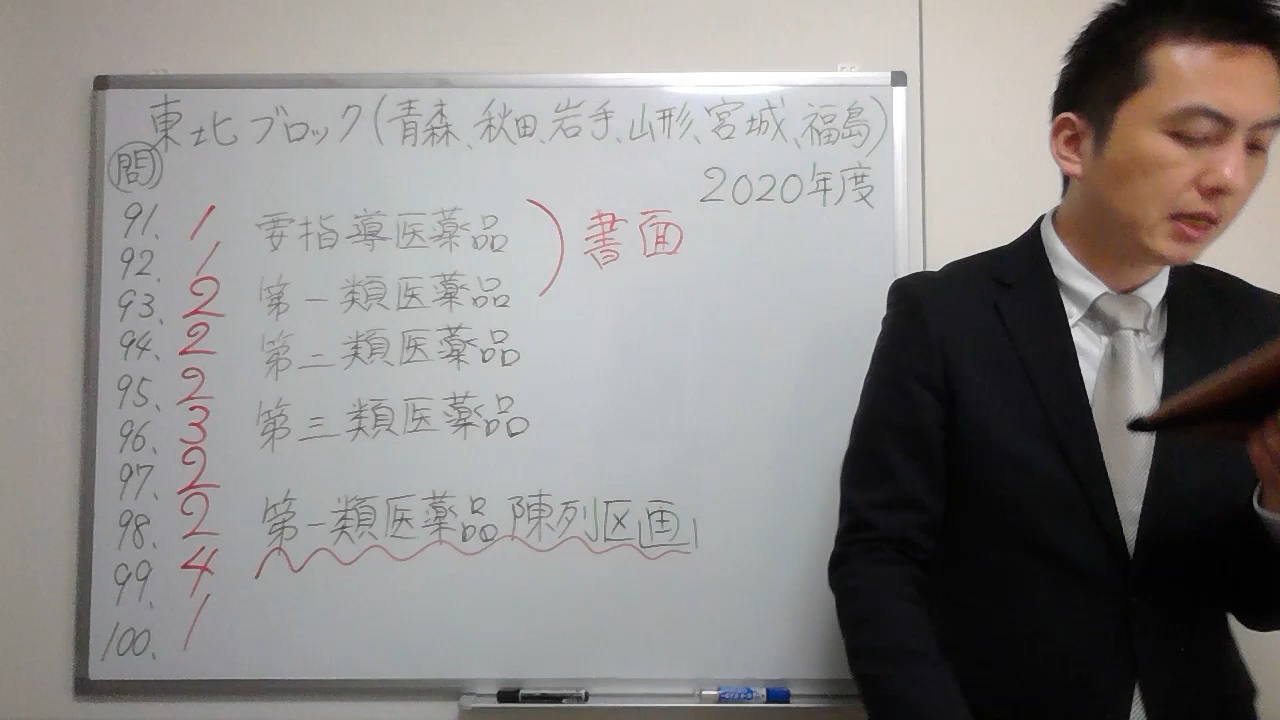 東北ブロック(青森、秋田、岩手、山形、宮城、福島)
2020年度
問
91. 1 要指導医薬品 書面
92. 1
93. 2 第一類医薬品
94. 2 第二類医薬品
95. 2
96. 3 第三類医薬品
97. 2
98. 2 第一類医薬品陳列区画
99. 4
100. 1